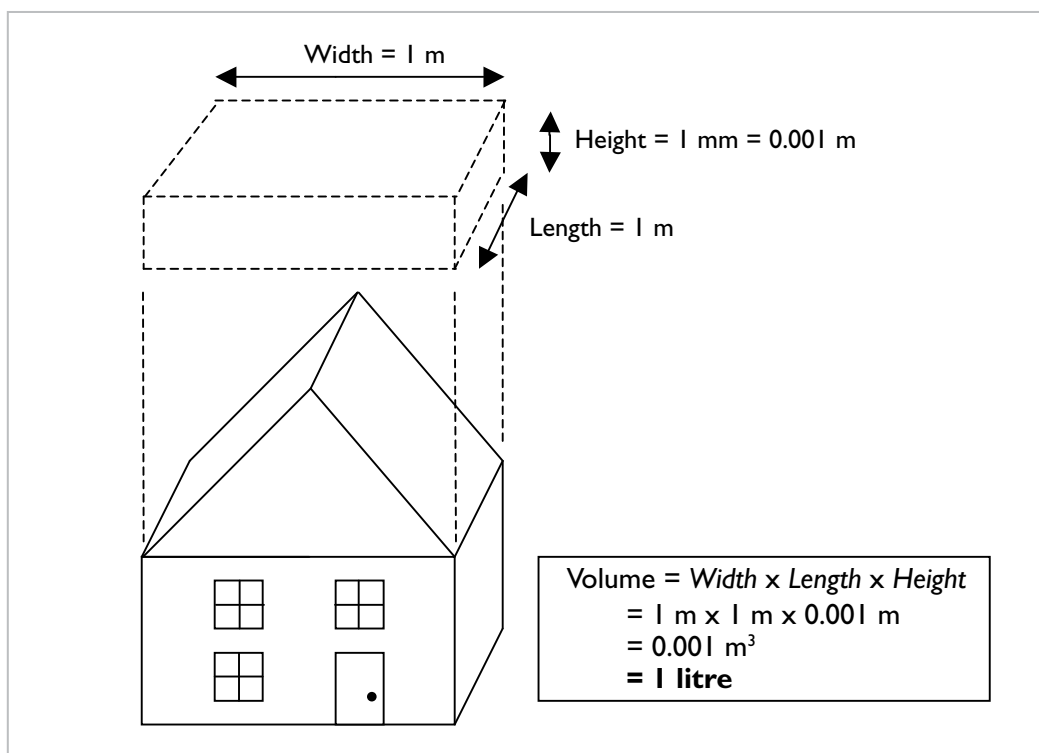 Width = 1 m
Height = 1 mm = 0.001 m
Length = 1 m
Volume = Width x Length x Height
= 1 m x 1 m x 0.001 m
= 0.001 m³
= 1 litre